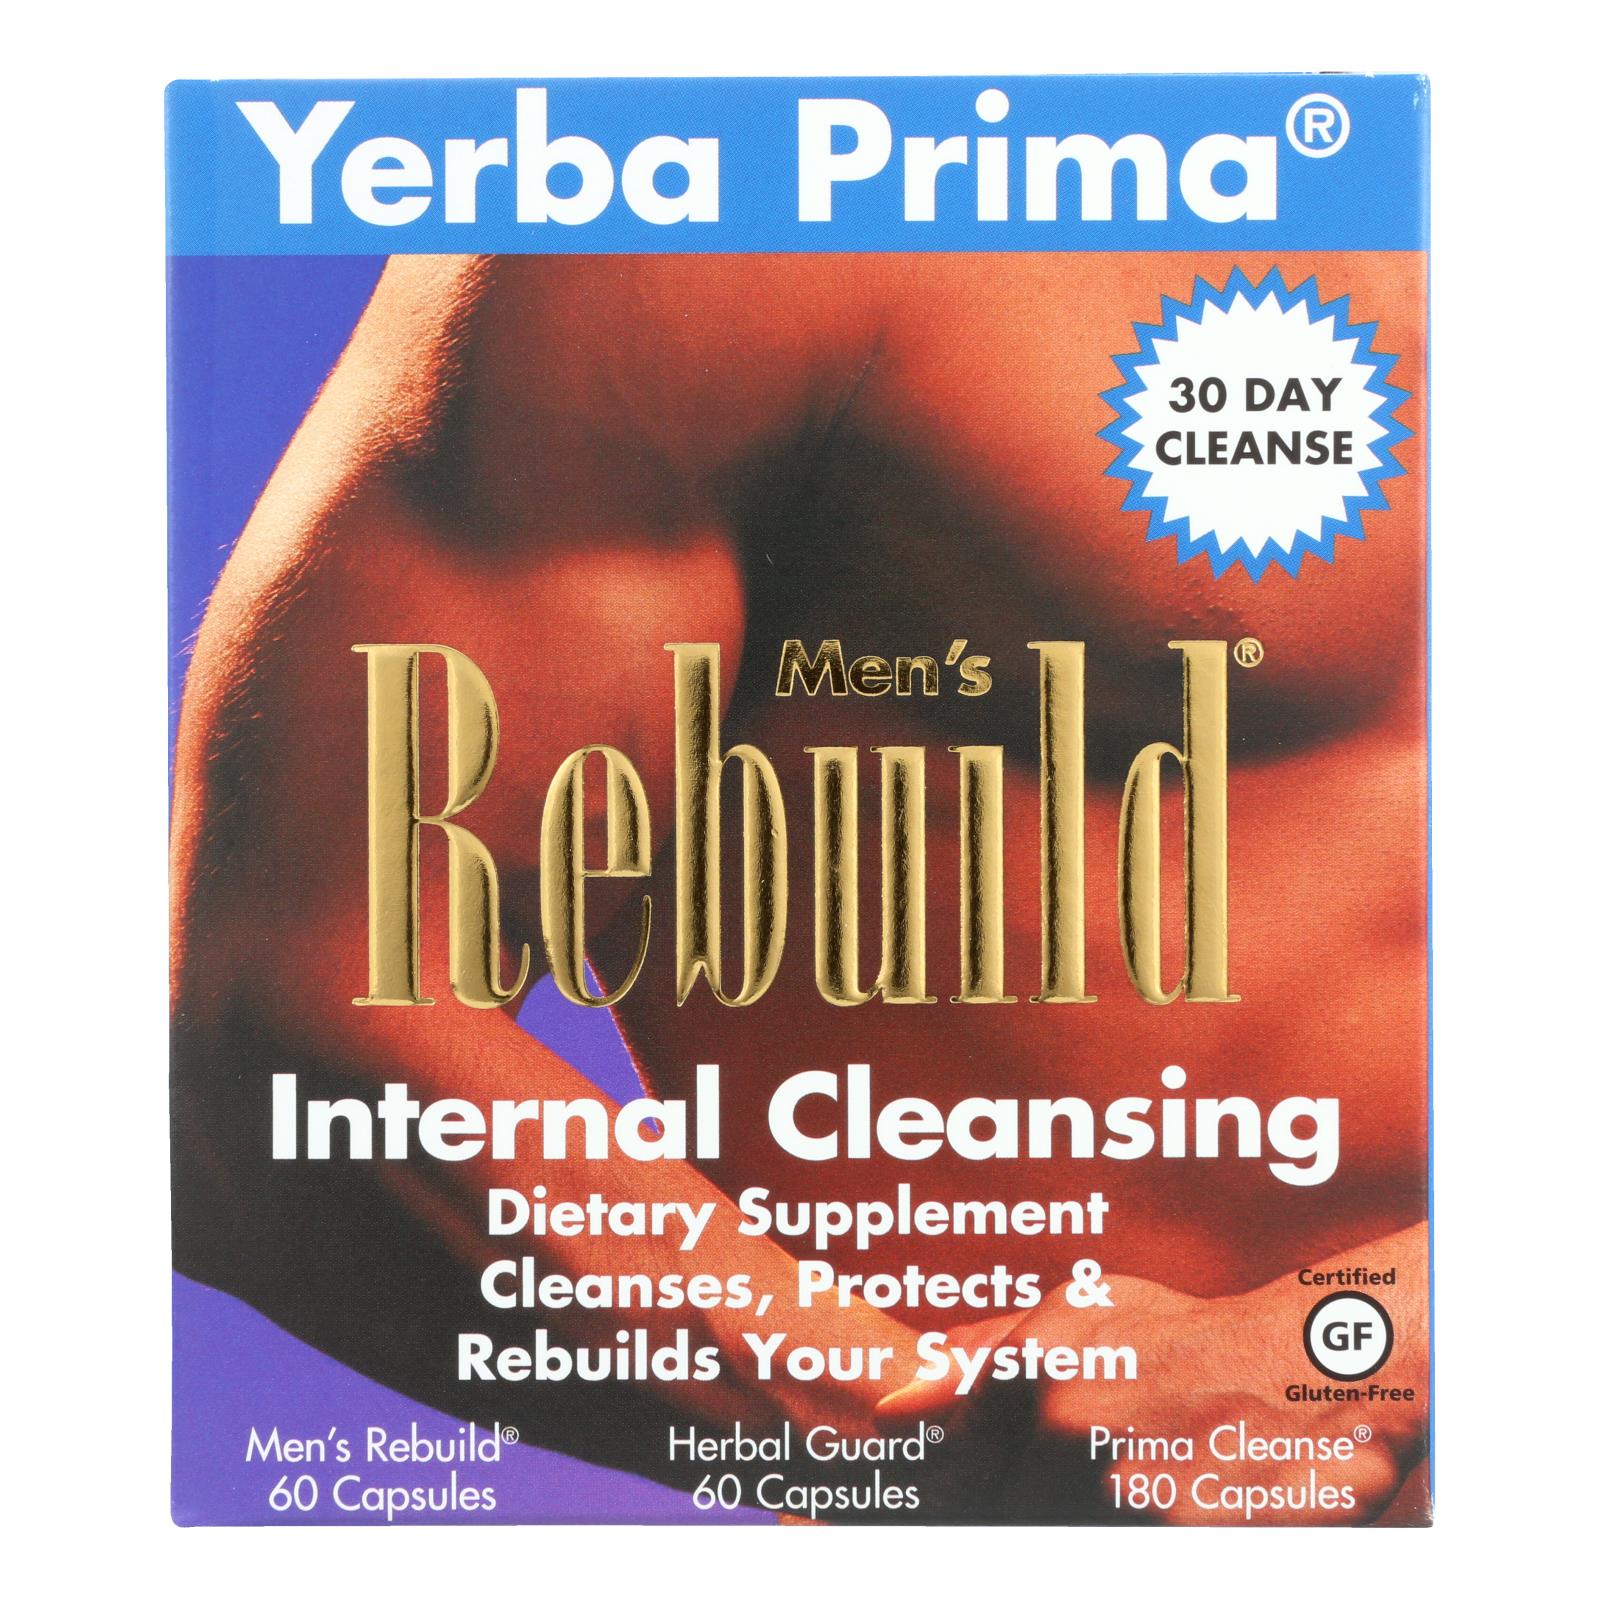 Yerba Prima®
30 DAY
CLEANSE
Men's
Rebuild®
Internal Cleansing
Dietary Supplement
Cleanses, Protects &
Rebuilds Your System
Certified
GF
Gluten-Free
Men's Rebuild®
60 Capsules
Herbal Guard®
60 Capsules
Prima Cleanse®
180 Capsules